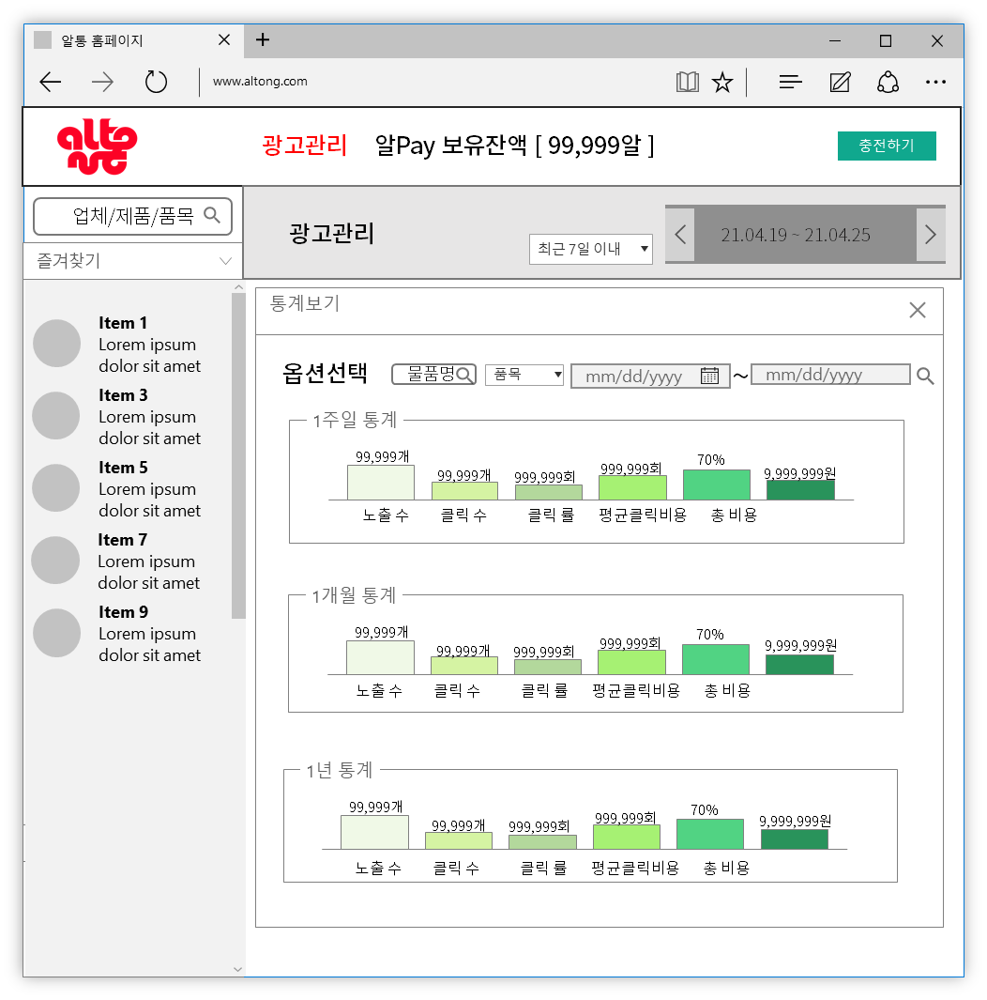 알통 홈페이지
www.altong.com
alto
광고관리 알Pay 보유잔액 [ 99,999알 ]
충전하기
업체/제품/품목
즐겨찾기
광고관리
최근 7일 이내
21.04.19 ~ 21.04.25
Item 1
Lorem ipsum
dolor sit amet
Item 3
Lorem ipsum
dolor sit amet
Item 5
Lorem ipsum
dolor sit amet
Item 7
Lorem ipsum
dolor sit amet
Item 9
Lorem ipsum
dolor sit amet
통계보기
옵션선택 물품명 품목 mm/dd/yyyy ~ mm/dd/yyyy
1주일 통계
99,999개 99,999개 999,999회 999,999회 70% 9,999,999원
노출 수 클릭 수 클릭 률 평균클릭비용 총 비용
1개월 통계
99,999개 99,999개 999,999회 999,999회 70% 9,999,999원
노출 수 클릭 수 클릭 률 평균클릭비용 총 비용
1년 통계
99,999개 99,999개 999,999회 999,999회 70% 9,999,999원
노출 수 클릭 수 클릭 률 평균클릭비용 총 비용